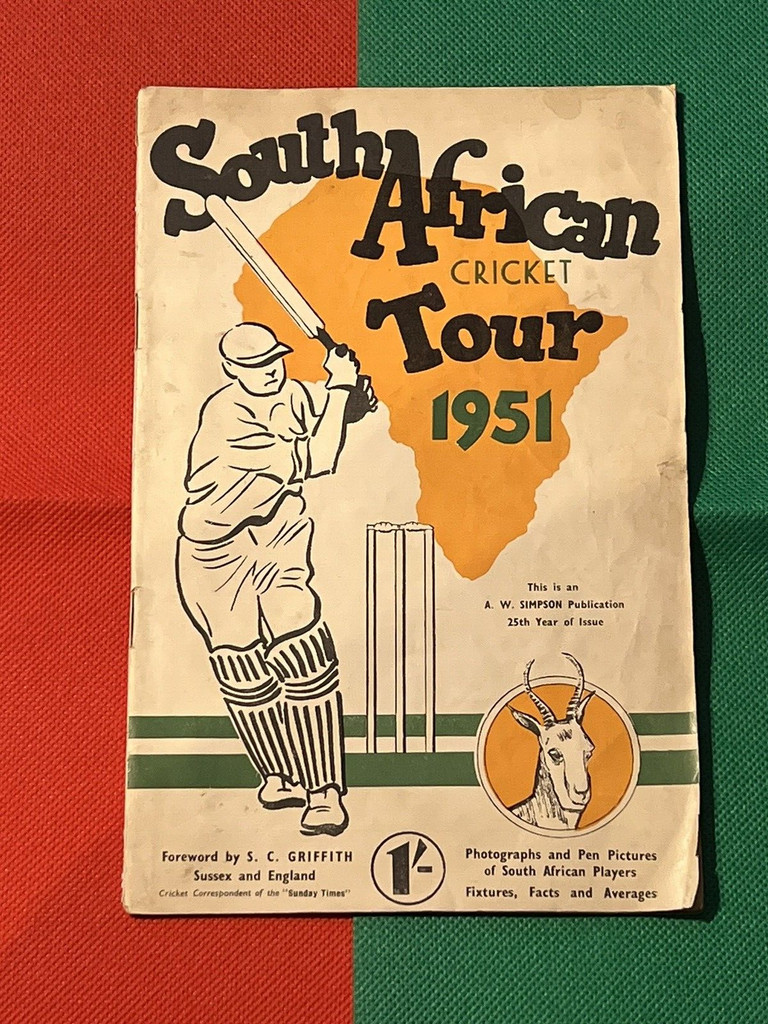 South African
CRICKET
Tour
1951
This is an
A. W. SIMPSON Publication
25th Year of Issue
Foreword by S. C. GRIFFITH
Sussex and England
Cricket Correspondent of the "Sunday Times"
1/-
Photographs and Pen Pictures
of South African Players
Fixtures, Facts and Averages